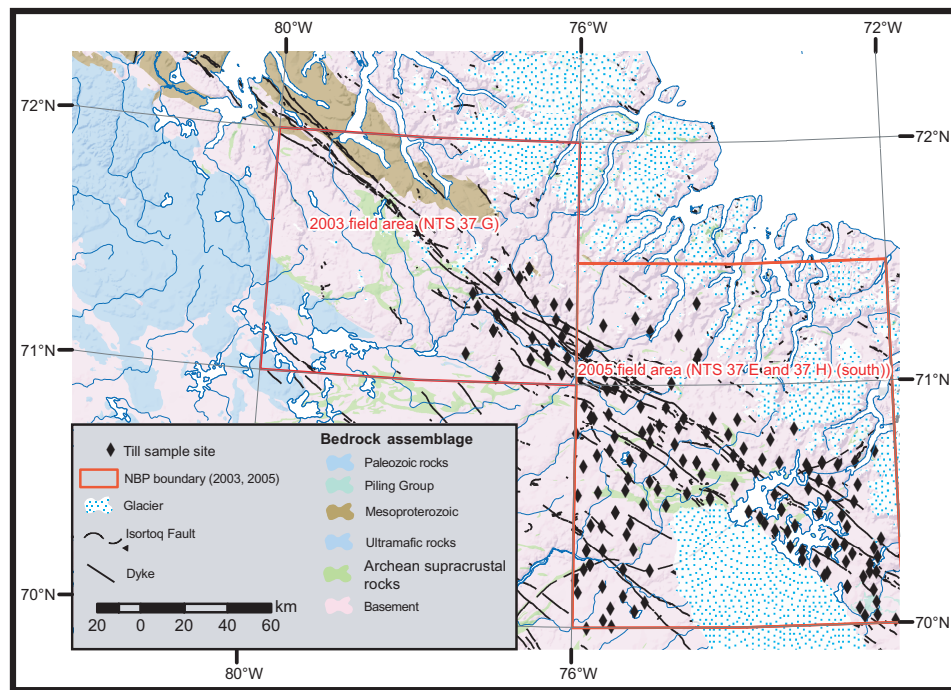 80°W
76°W
72°W
72°N
72°N
2003 field area (NTS 37 G)
71°N
2005 field area (NTS 37 E and 37 H) (south))
71°N
Till sample site
NBP boundary (2003, 2005)
Glacier
Isortoq Fault
Dyke
km
20 0 20 40 60
Bedrock assemblage
Paleozoic rocks
Piling Group
Mesoproterozoic
Ultramafic rocks
Archean supracrustal
rocks
Basement
70°N
70°N
80°W
76°W
72°W